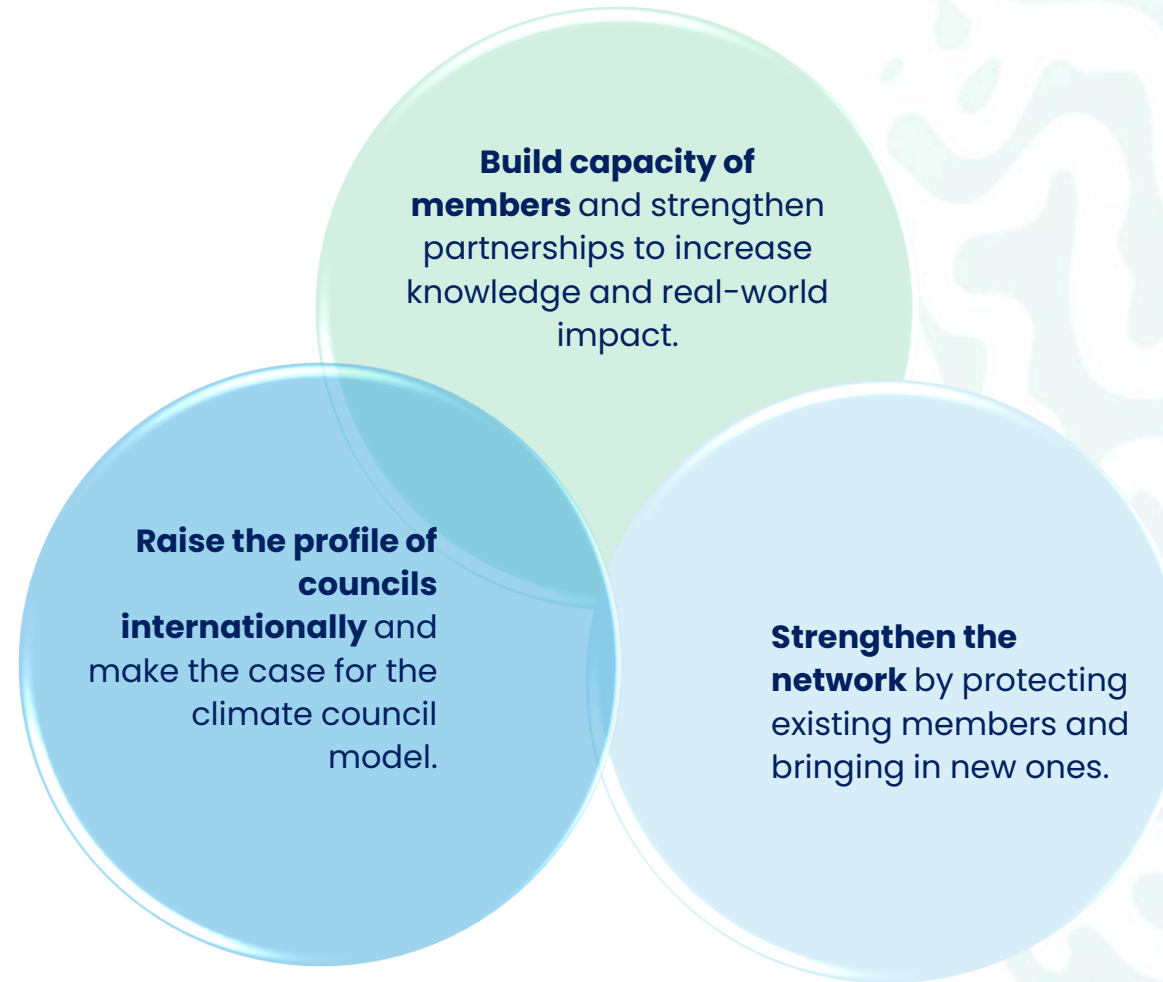 Build capacity of
members and strengthen
partnerships to increase
knowledge and real-world
impact.
Raise the profile of
councils
internationally and
make the case for the
climate council
model.
Strengthen the
network by protecting
existing members and
bringing in new ones.